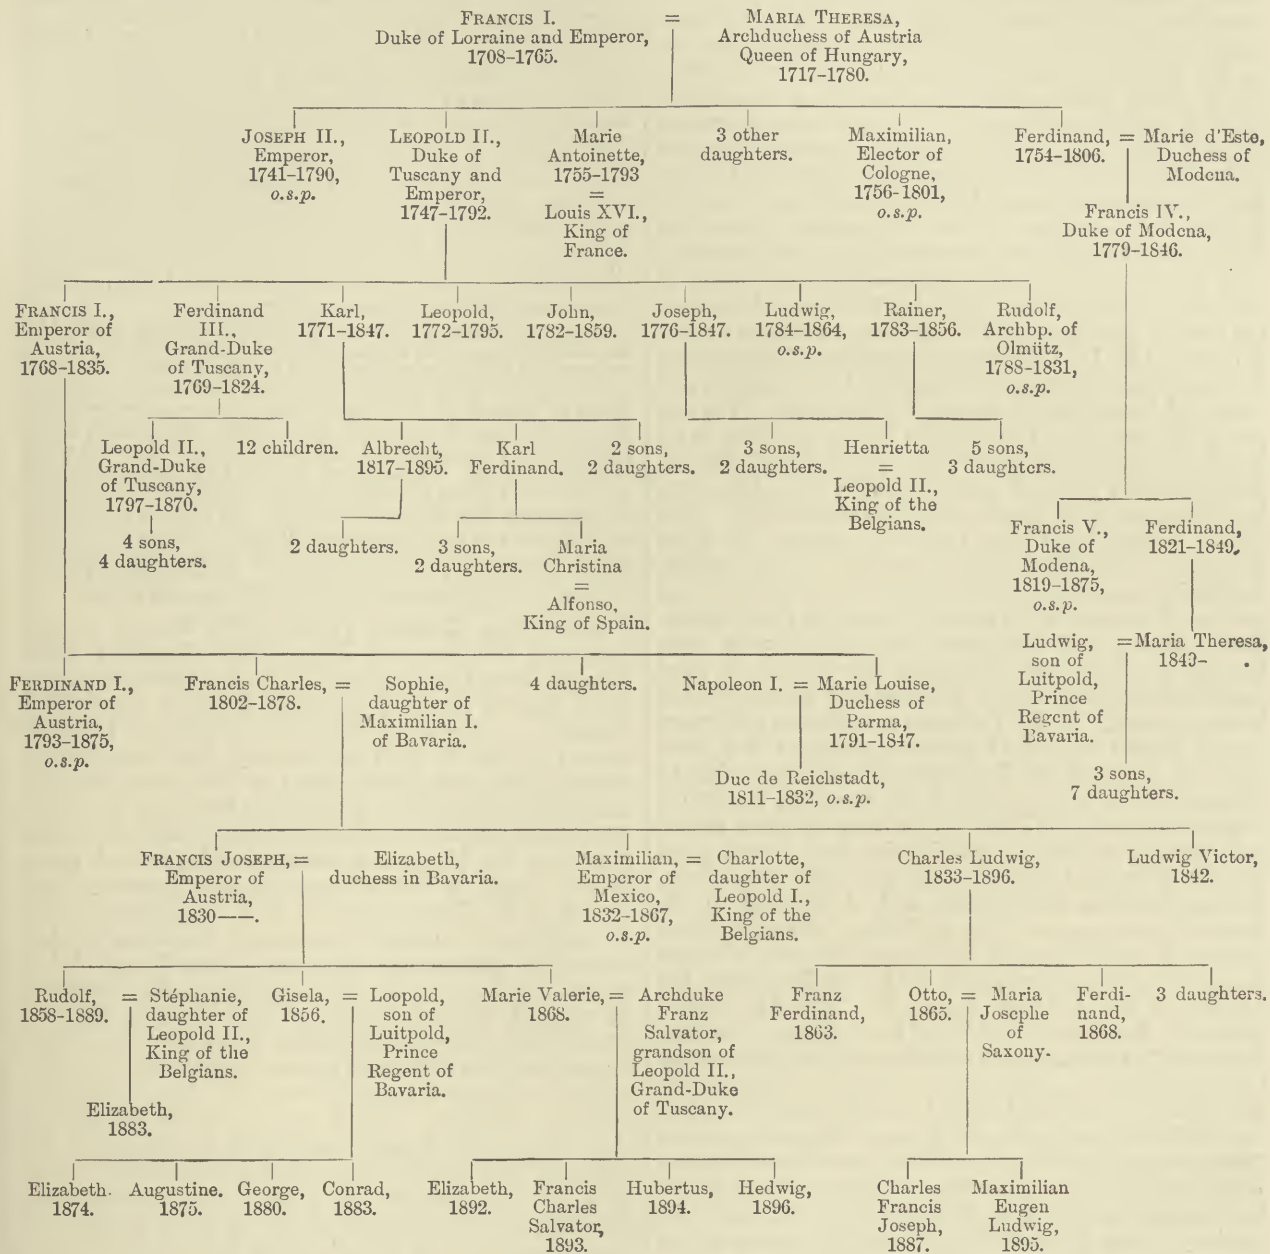 FRANCIS I. = MARIA THERESA,
Duke of Lorraine and Emperor, Archduchess of Austria
1708–1765. Queen of Hungary,
1717–1780.
JOSEPH II.,
Emperor,
1741–1790,
o.s.p.
LEOPOLD II.,
Duke of
Tuscany and
Emperor,
1747–1792.
Marie
Antoinette,
1755–1793
=
Louis XVI.,
King of
France.
3 other
daughters.
Maximilian,
Elector of
Cologne,
1756–1801,
o.s.p.
Ferdinand, = Marie d'Este,
1754–1806. Duchess of
Modena.
Francis IV.,
Duke of Modena,
1779–1846.
FRANCIS I.,
Emperor of
Austria,
1768–1835.
Ferdinand
III.,
Grand-Duke
of Tuscany,
1769–1824.
Karl,
1771–1847.
Leopold,
1772–1795.
John,
1782–1859.
Joseph,
1776–1847.
Ludwig,
1784–1864,
o.s.p.
Rainer,
1783–1856.
Rudolf,
Archbp. of
Olmütz,
1788–1831,
o.s.p.
Leopold II.,
Grand-Duke
of Tuscany,
1797–1870.
12 children.
Albrecht,
1817–1895.
Karl
Ferdinand.
2 sons,
2 daughters.
3 sons,
2 daughters.
Henrietta
=
Leopold II.,
King of the
Belgians.
5 sons,
3 daughters.
4 sons,
4 daughters.
2 daughters.
3 sons,
2 daughters.
Maria
Christina
=
Alfonso,
King of Spain.
Francis V.,
Duke of
Modena,
1819–1875,
o.s.p.
Ferdinand,
1821–1849.
Ludwig, = Maria Theresa,
son of 1849– .
Luitpold,
Prince
Regent of
Bavaria.
3 sons,
7 daughters.
FERDINAND I.,
Emperor of
Austria,
1793–1875,
o.s.p.
Francis Charles, = Sophie,
1802–1878. daughter of
Maximilian I.
of Bavaria.
4 daughters.
Napoleon I. = Marie Louise,
Duchess of
Parma,
1791–1847.
Duc de Reichstadt,
1811–1832, o.s.p.
FRANCIS JOSEPH, = Elizabeth,
Emperor of duchess in Bavaria.
Austria,
1830——.
Maximilian, = Charlotte,
Emperor of daughter of
Mexico, Leopold I.,
1832–1867, King of the
o.s.p. Belgians.
Charles Ludwig,
1833–1896.
Ludwig Victor,
1842.
Rudolf, = Stéphanie,
1858-1889. daughter of
Leopold II.,
King of the
Belgians.
Elizabeth,
1883.
Gisela, = Loopold,
1856. son of
Luitpold,
Prince
Regent of
Bavaria.
Marie Valerie, = Archduke
1868. Franz
Salvator,
grandson of
Leopold II.,
Grand-Duke
of Tuscany.
Franz
Ferdinand,
1863.
Otto, = Maria
1865. Josephe
of
Saxony.
Ferdi-
nand,
1868.
3 daughters.
Elizabeth.
1874.
Augustine.
1875.
George,
1880.
Conrad,
1883.
Elizabeth,
1892.
Francis
Charles
Salvator,
1893.
Hubertus,
1894.
Hedwig,
1896.
Charles
Francis
Joseph,
1887.
Maximilian
Eugen
Ludwig,
1895.